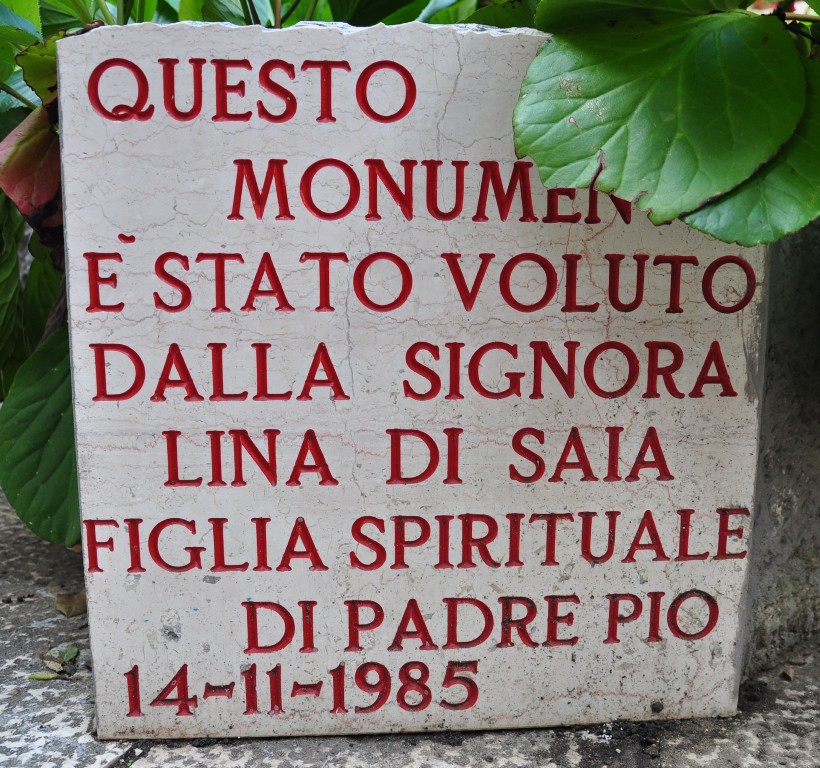 QUESTO
MONUMEN
È STATO VOLUTO
DALLA SIGNORA
LINA DI SAIA
FIGLIA SPIRITUALE
DI PADRE PIO
14-11-1985